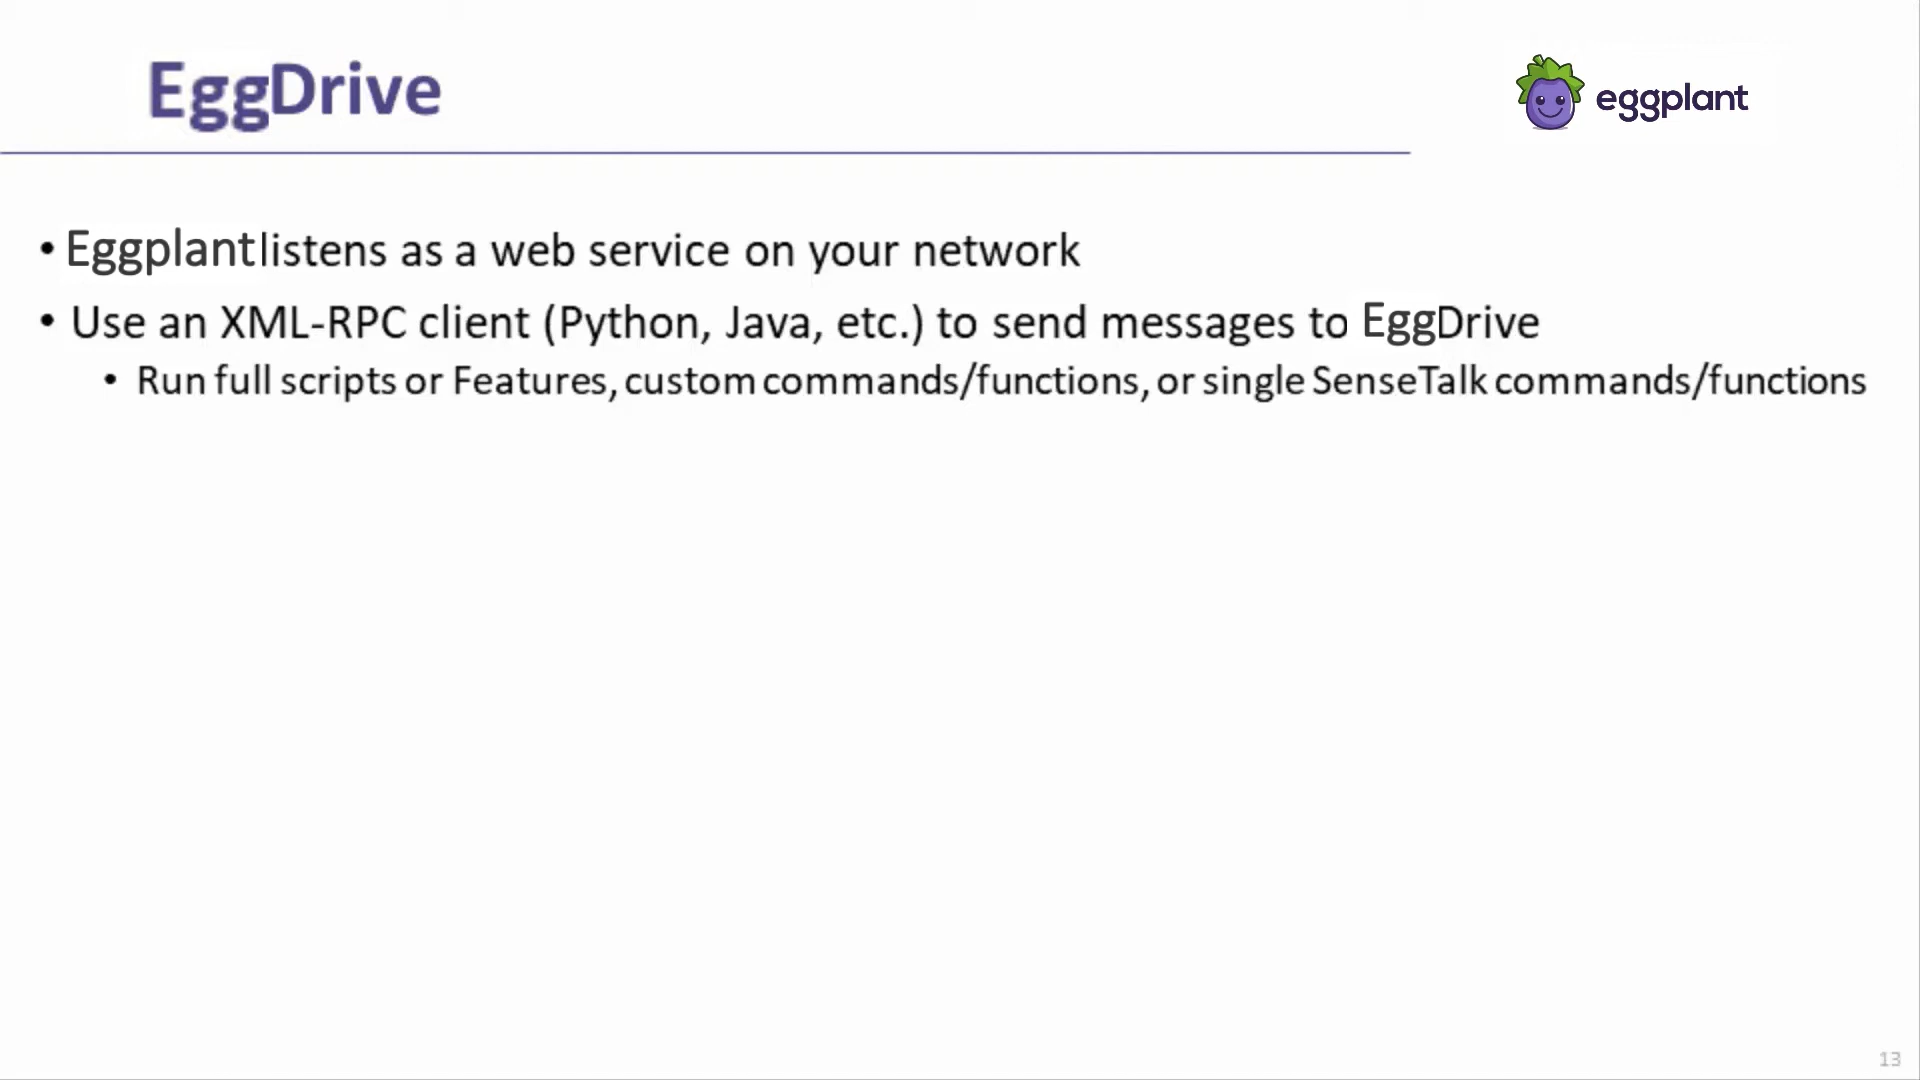 EggDrive
eggplant
• Eggplant listens as a web service on your network
• Use an XML-RPC client (Python, Java, etc.) to send messages to EggDrive
• Run full scripts or Features, custom commands/functions, or single SenseTalk commands/functions
13